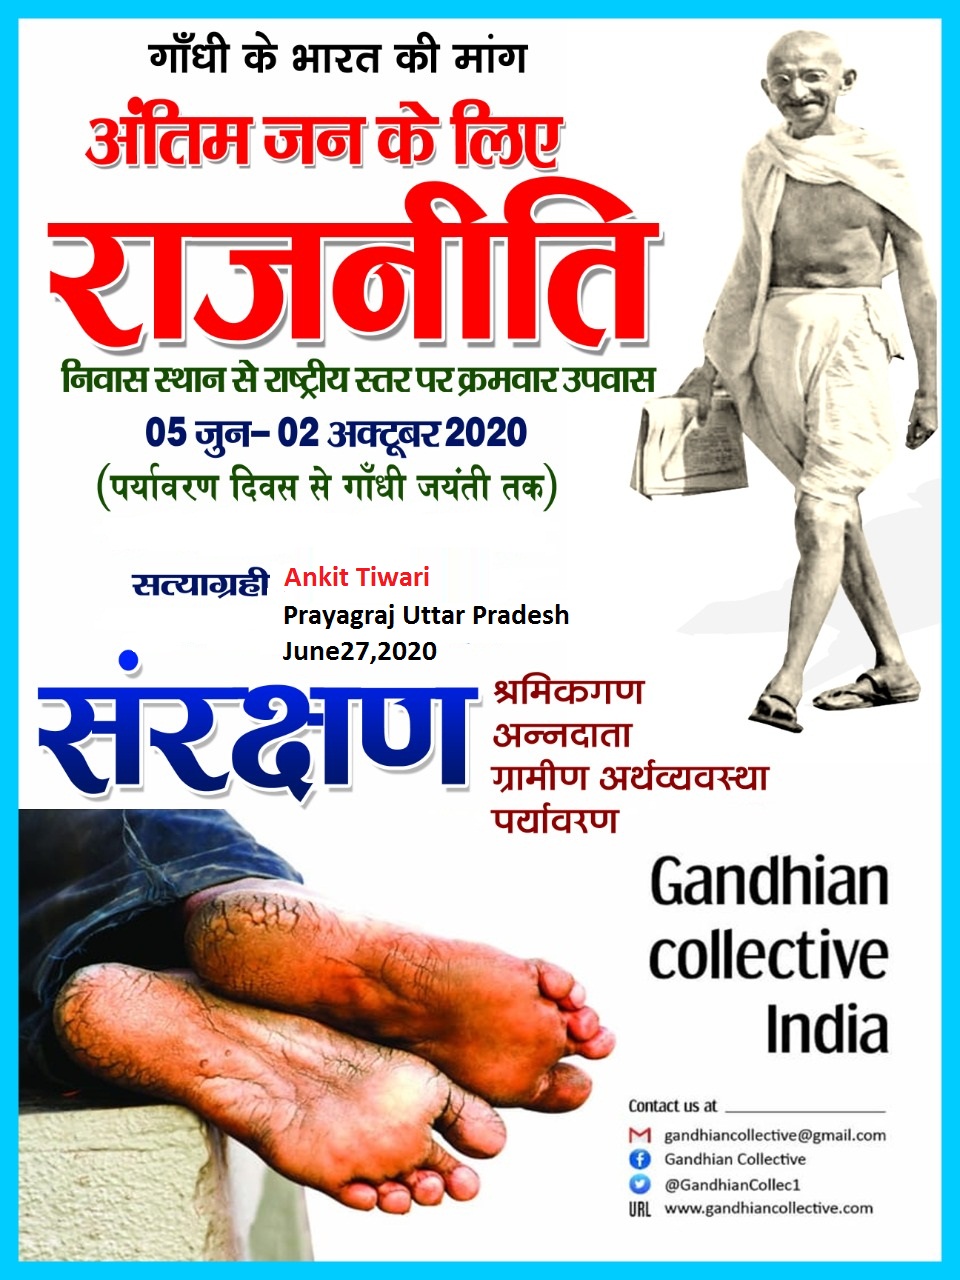 गाँधी के भारत की मांग
अंतिम जन के लिए
राजनीति
निवास स्थान से राष्ट्रीय स्तर पर क्रमवार उपवास
05 जुन– 02 अक्टूबर 2020
(पर्यावरण दिवस से गाँधी जयंती तक)
सत्याग्रही Ankit Tiwari
Prayagraj Uttar Pradesh
June27,2020
संरक्षण
श्रमिकगण
अन्नदाता
ग्रामीण अर्थव्यवस्था
पर्यावरण
Gandhian
collective
India
Contact us at
gandhiancollective@gmail.com
Gandhian Collective
@GandhianCollec1
URL www.gandhiancollective.com